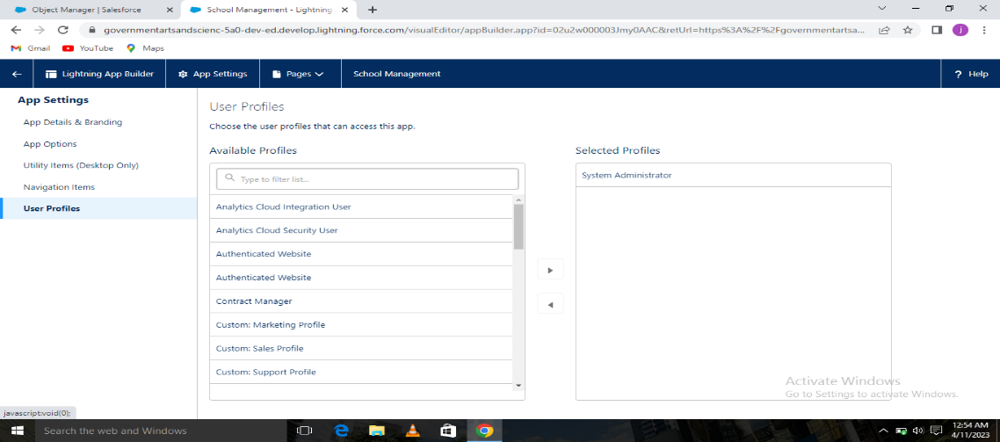 Object Manager | Salesforce
School Management - Lightning
governmentartsandscienc-5a0-dev-ed.develop.lightning.force.com/visualEditor/appBuilder.app?id=02u2w000003Jmy0AAC&retUrl=https%3A%2F%2Fgovernmentartsa...
j
Gmail
YouTube
Maps
Lightning App Builder
App Settings
Pages
School Management
? Help
App Settings
App Details & Branding
App Options
Utility Items (Desktop Only)
Navigation Items
User Profiles
User Profiles
Choose the user profiles that can access this app.
Available Profiles
Type to filter list...
Analytics Cloud Integration User
Analytics Cloud Security User
Authenticated Website
Authenticated Website
Contract Manager
Custom: Marketing Profile
Custom: Sales Profile
Custom: Support Profile
Selected Profiles
System Administrator
Activate Windows
Go to Settings to activate Windows.
javascript:void(0);
Search the web and Windows
12:54 AM
4/11/2023